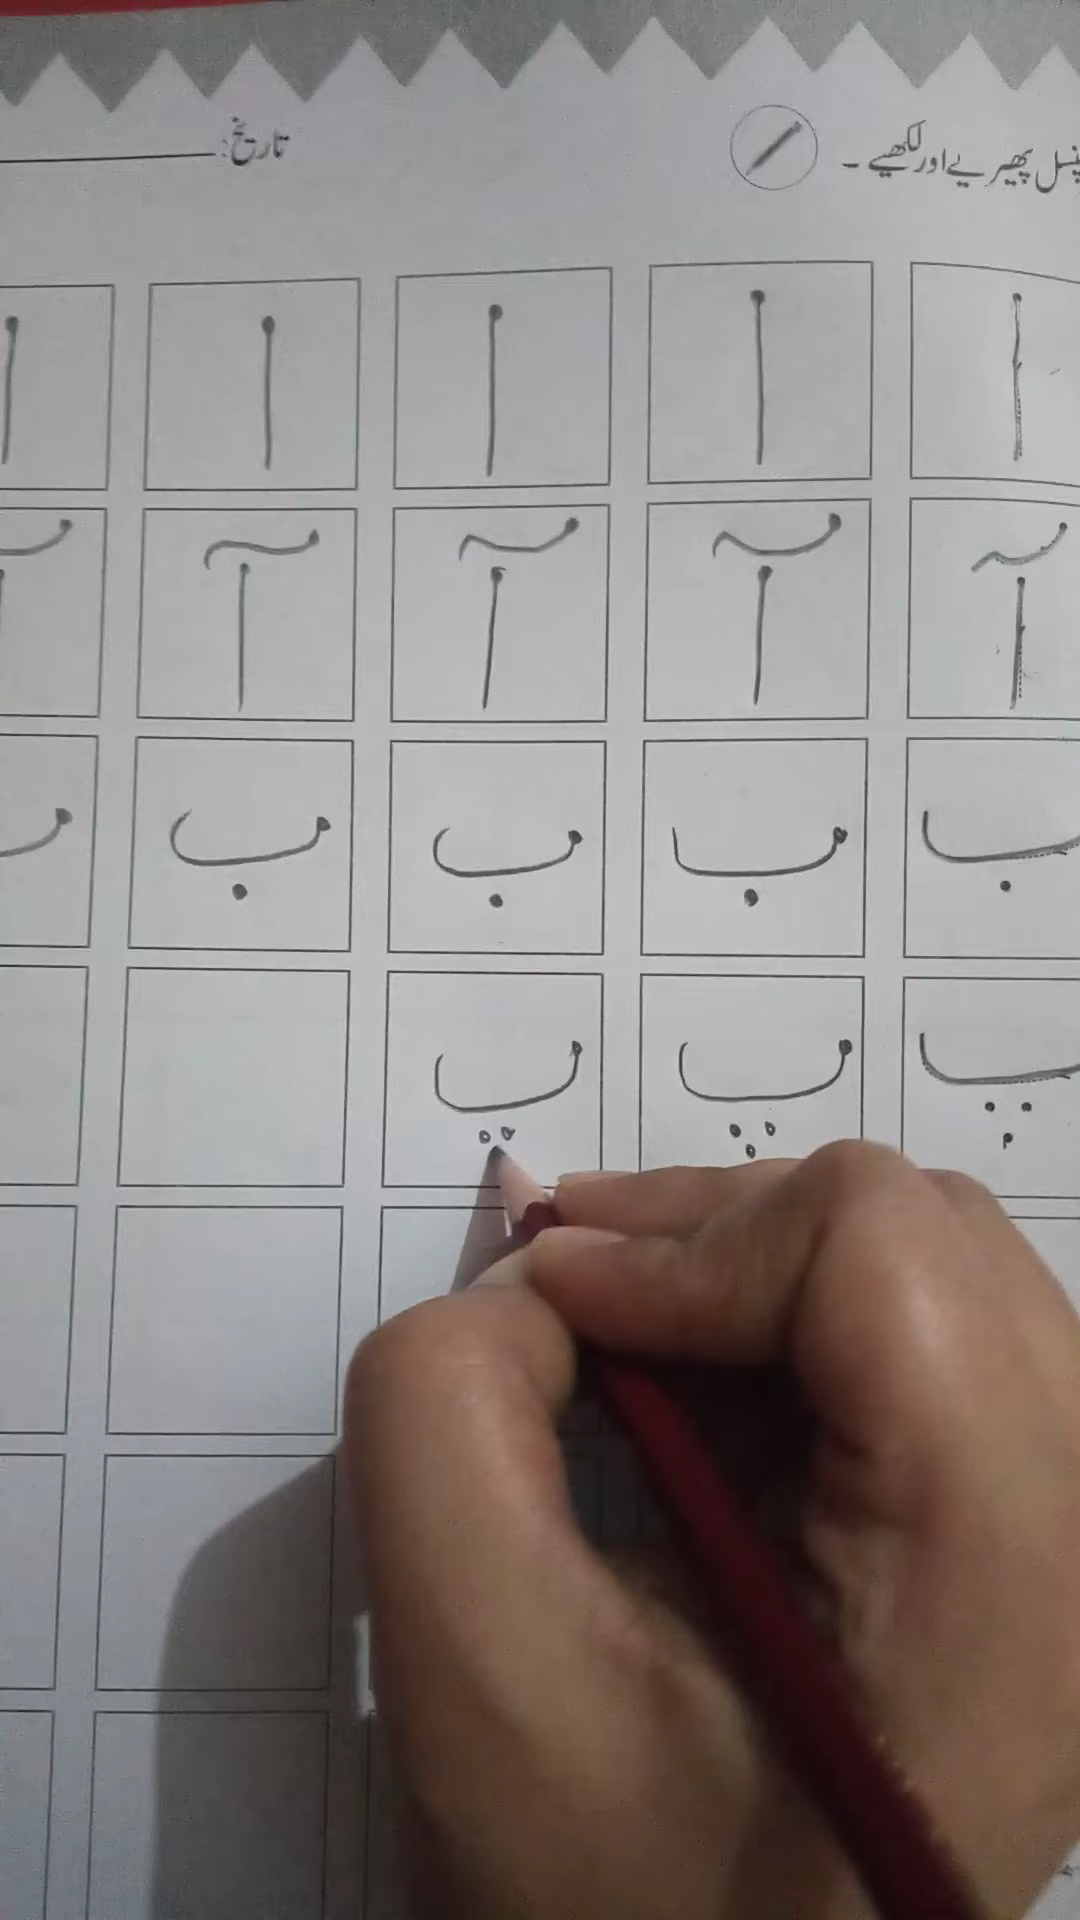 پنسل پھیریے اور لکھیے ۔ تاریخ:
ا ا ا ا ا
آ آ آ آ آ
ب ب ب ب
پ پ